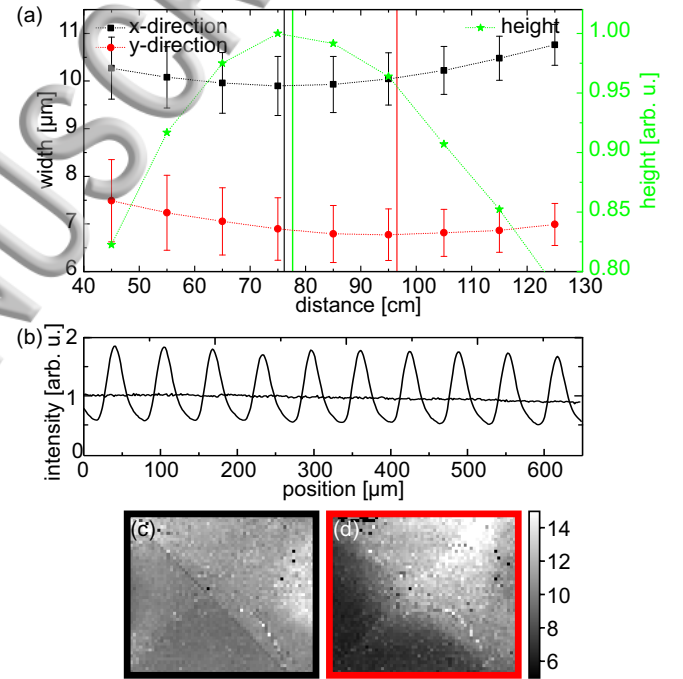 (a)
x-direction
y-direction
height
11
10
9
8
7
6
width [µm]
1.00
0.95
0.90
0.85
0.80
height [arb. u.]
40 50 60 70 80 90 100 110 120 130
distance [cm]
(b)
2
1
0
intensity [arb. u.]
0 100 200 300 400 500 600
position [µm]
(c)
(d)
14
12
10
8
6